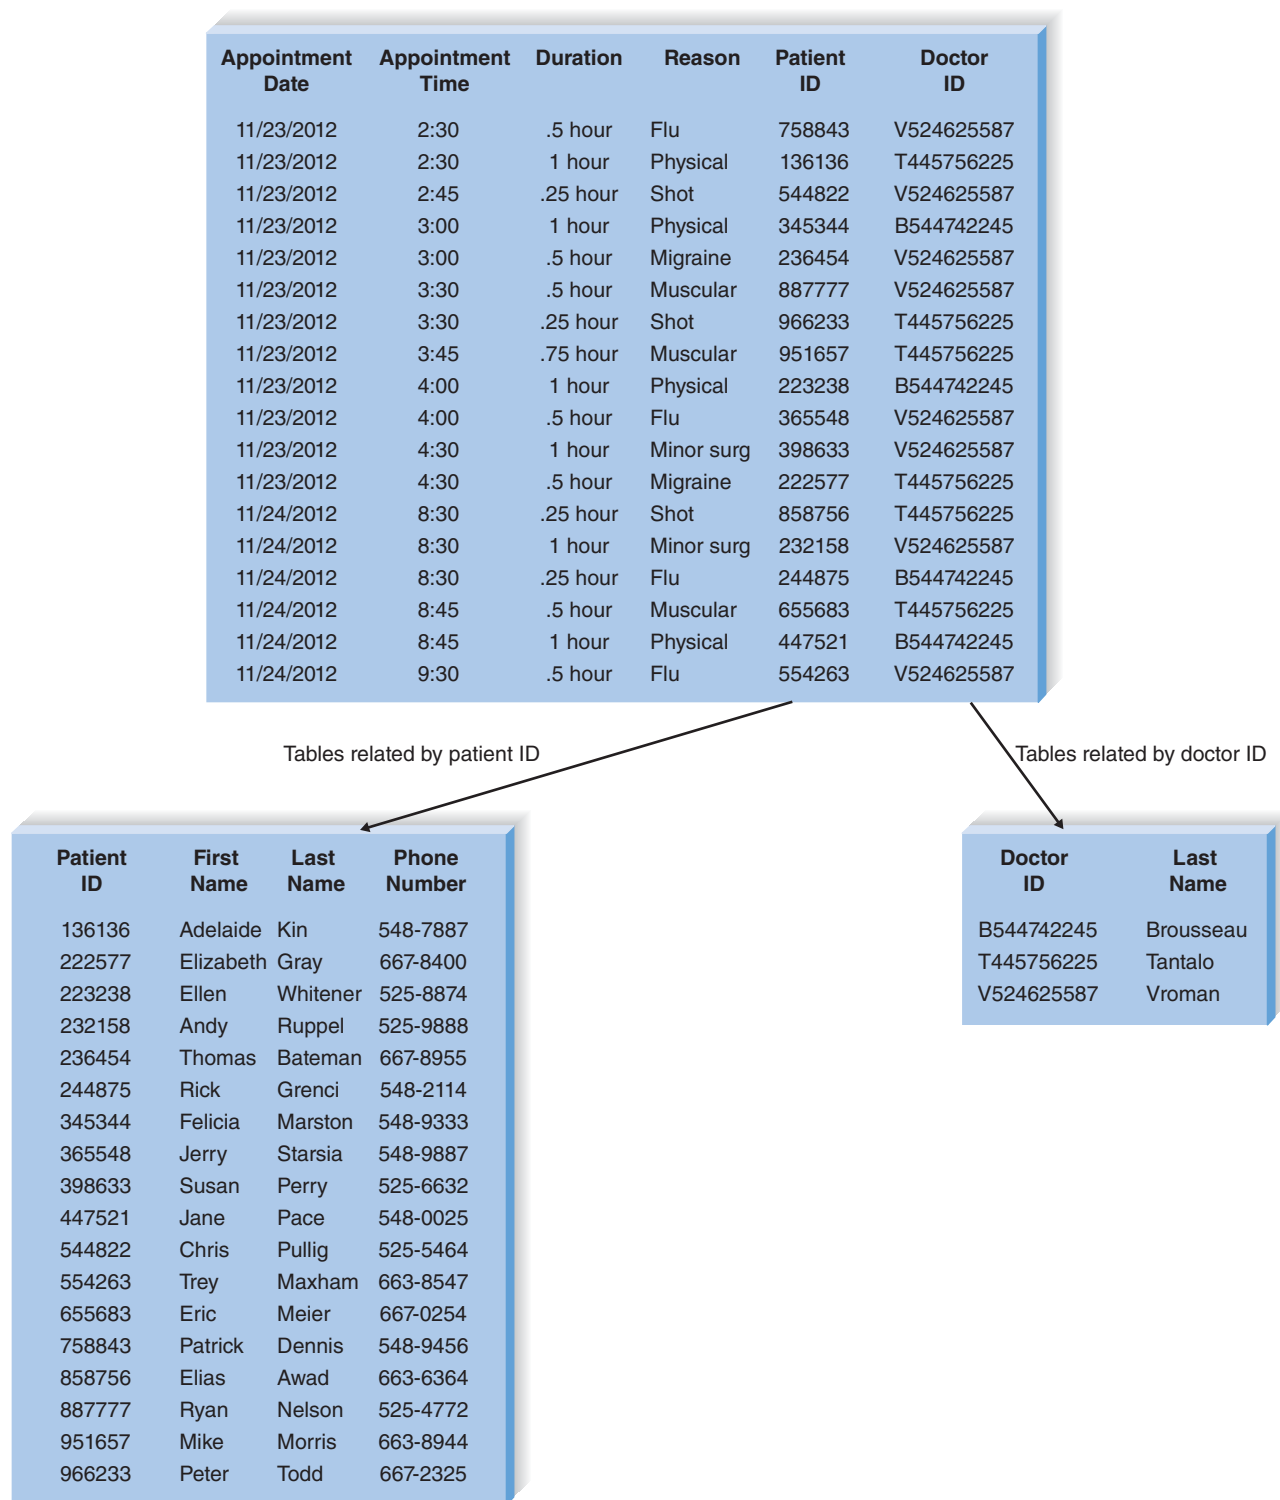 Appointment Date Appointment Time Duration Reason Patient ID Doctor ID
11/23/2012 2:30 .5 hour Flu 758843 V524625587
11/23/2012 2:30 1 hour Physical 136136 T445756225
11/23/2012 2:45 .25 hour Shot 544822 V524625587
11/23/2012 3:00 1 hour Physical 345344 B544742245
11/23/2012 3:00 .5 hour Migraine 236454 V524625587
11/23/2012 3:30 .5 hour Muscular 887777 V524625587
11/23/2012 3:30 .25 hour Shot 966233 T445756225
11/23/2012 3:45 .75 hour Muscular 951657 T445756225
11/23/2012 4:00 1 hour Physical 223238 B544742245
11/23/2012 4:00 .5 hour Flu 365548 V524625587
11/23/2012 4:30 1 hour Minor surg 398633 V524625587
11/23/2012 4:30 .5 hour Migraine 222577 T445756225
11/24/2012 8:30 .25 hour Shot 858756 T445756225
11/24/2012 8:30 1 hour Minor surg 232158 V524625587
11/24/2012 8:30 .25 hour Flu 244875 B544742245
11/24/2012 8:45 .5 hour Muscular 655683 T445756225
11/24/2012 8:45 1 hour Physical 447521 B544742245
11/24/2012 9:30 .5 hour Flu 554263 V524625587
Tables related by patient ID
Tables related by doctor ID
Patient ID First Name Last Name Phone Number
136136 Adelaide Kin 548-7887
222577 Elizabeth Gray 667-8400
223238 Ellen Whitener 525-8874
232158 Andy Ruppel 525-9888
236454 Thomas Bateman 667-8955
244875 Rick Grenci 548-2114
345344 Felicia Marston 548-9333
365548 Jerry Starsia 548-9887
398633 Susan Perry 525-6632
447521 Jane Pace 548-0025
544822 Chris Pullig 525-5464
554263 Trey Maxham 663-8547
655683 Eric Meier 667-0254
758843 Patrick Dennis 548-9456
858756 Elias Awad 663-6364
887777 Ryan Nelson 525-4772
951657 Mike Morris 663-8944
966233 Peter Todd 667-2325
Doctor ID Last Name
B544742245 Brousseau
T445756225 Tantalo
V524625587 Vroman